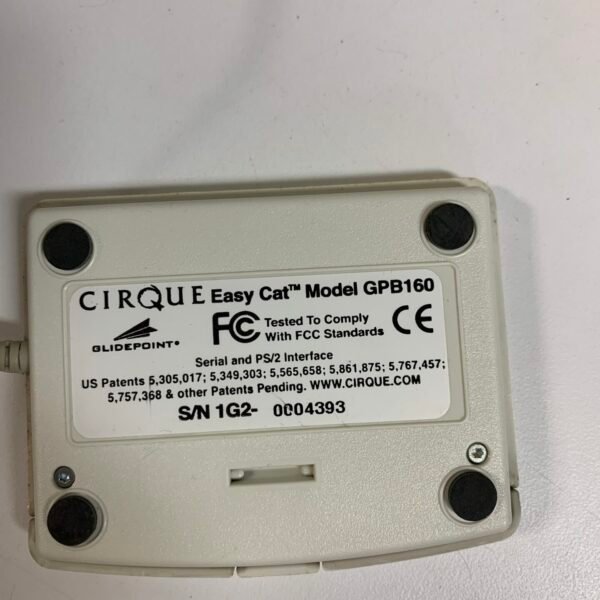 CIRQUE Easy Cat™ Model GPB160
GLIDEPOINT®
FC Tested To Comply
With FCC Standards CE
Serial and PS/2 Interface
US Patents 5,305,017; 5,349,303; 5,565,658; 5,861,875; 5,767,457;
5,757,368 & other Patents Pending. WWW.CIRQUE.COM
S/N 1G2- 0004393